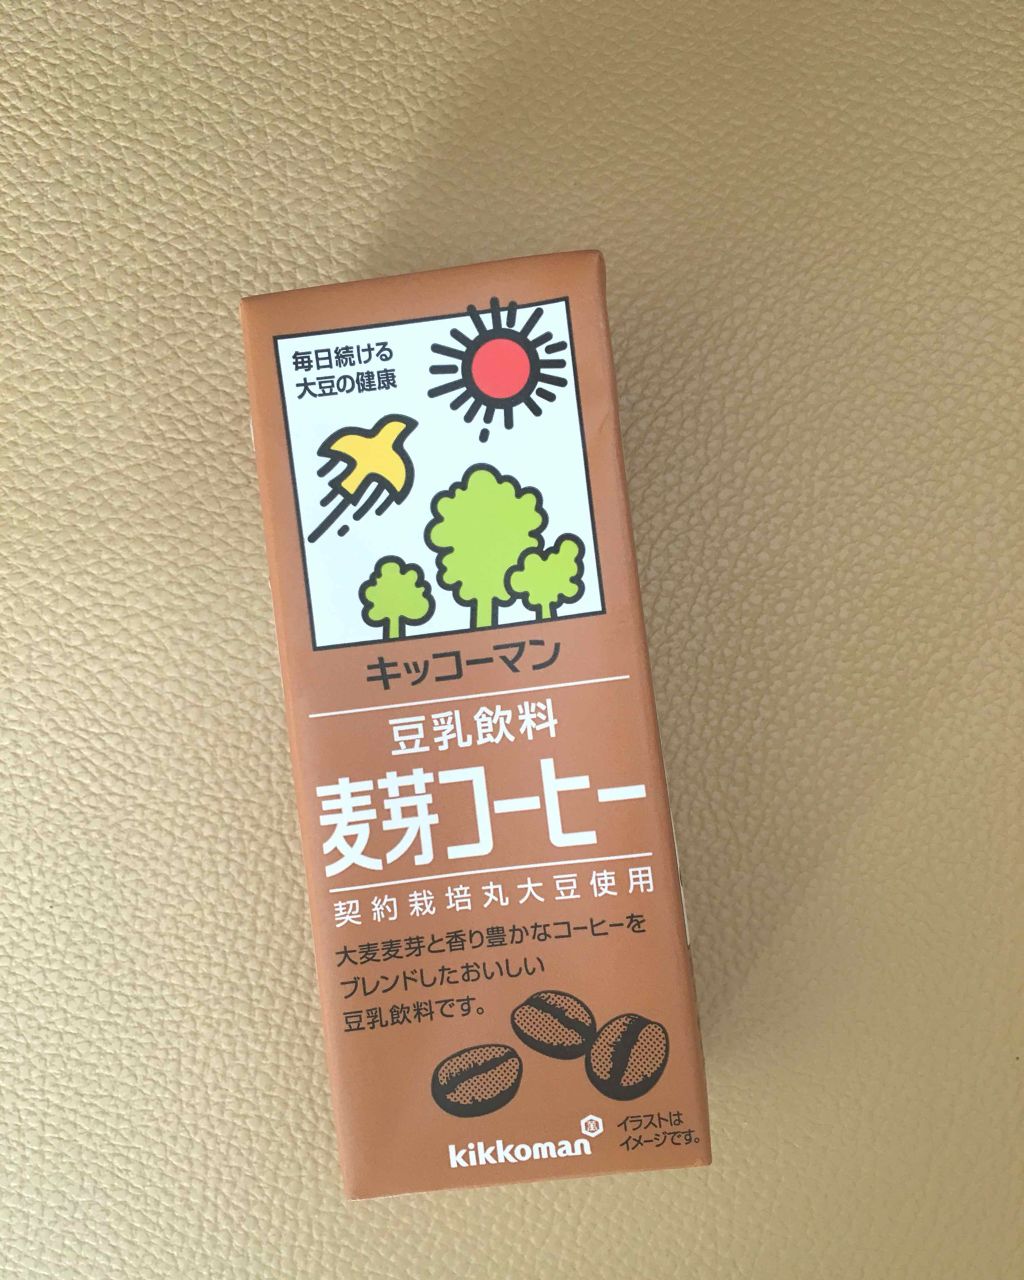 毎日続ける
大豆の健康
キッコーマン
豆乳飲料
麦芽コーヒー
契約栽培丸大豆使用
大麦麦芽と香り豊かなコーヒーを
ブレンドしたおいしい
豆乳飲料です。
kikkoman
イラストは
イメージです。